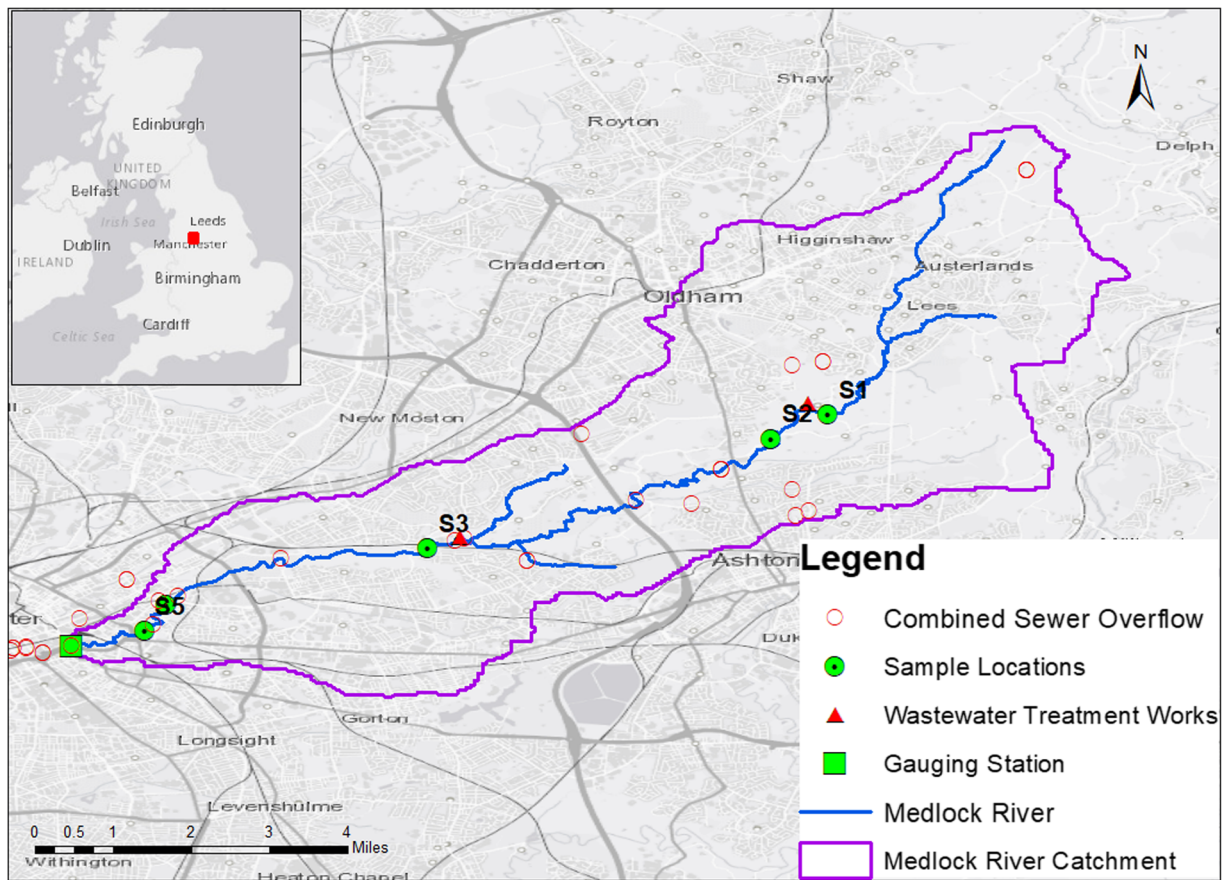 Edinburgh
UNITED
KINGDOM
Belfast
Irish Sea
Leeds
Dublin
Manchester
IRELAND
Birmingham
Cardiff
Celtic Sea
N
Shaw
Royton
Delph
Higginshaw
Chadderton
Austerlands
Oldham
Lees
New Moston
S1
S2
S3
Ashton
S5
Gorton
Longsight
Levenshulme
Withington
Heaton Chapel
0 0.5 1 2 3 4
Miles
Legend
Combined Sewer Overflow
Sample Locations
Wastewater Treatment Works
Gauging Station
Medlock River
Medlock River Catchment